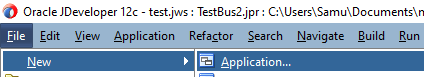 Oracle JDeveloper 12c - test.jws : TestBus2.jpr : C:\Users\Samu\Documents\
File Edit View Application Refactor Search Navigate Build Run
New Application...